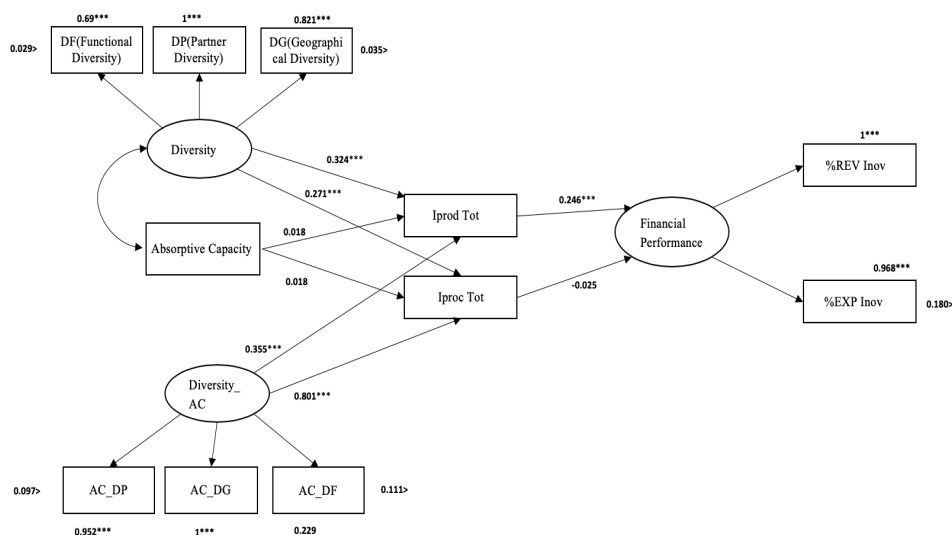 0.69***
1***
0.821***
0.029>
DF(Functional
Diversity)
DP(Partner
Diversity)
DG(Geographi
cal Diversity)
0.035>
Diversity
0.324***
0.271***
1***
%REV Inov
Iprod Tot
0.246***
Financial
Performance
Absorptive Capacity
0.018
0.018
Iproc Tot
-0.025
0.968***
%EXP Inov
0.180>
0.355***
Diversity_
AC
0.801***
0.097>
AC_DP
AC_DG
AC_DF
0.111>
0.952***
1***
0.229